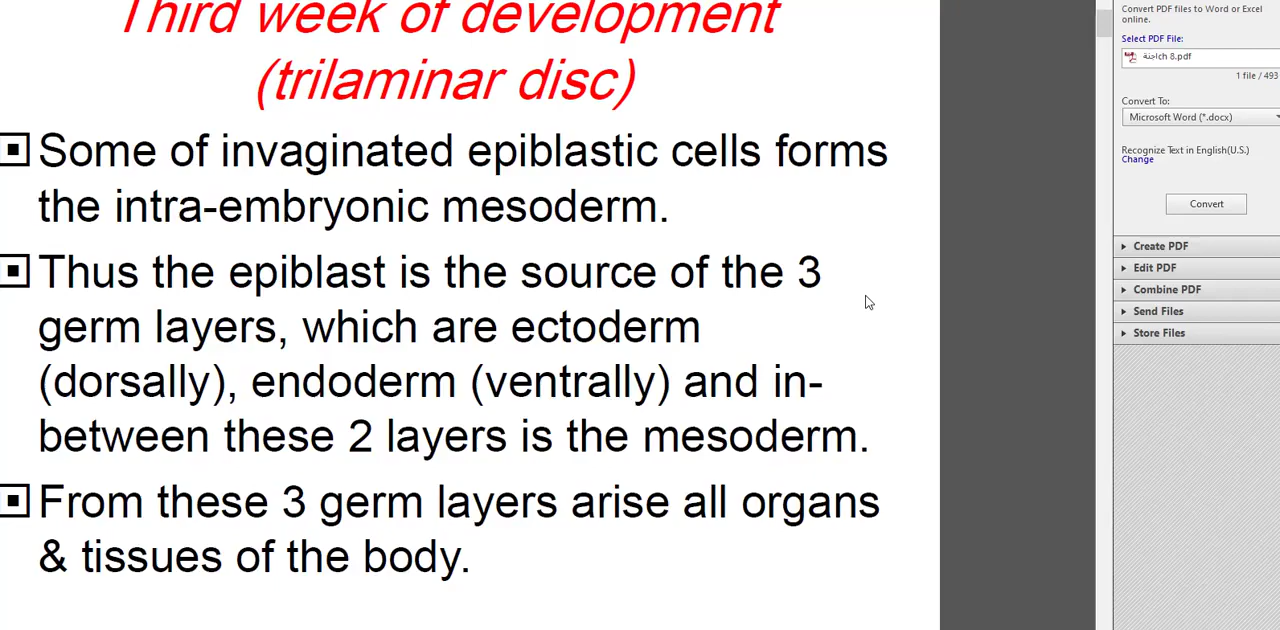 Third week of development
(trilaminar disc)
Some of invaginated epiblastic cells forms
the intra-embryonic mesoderm.
Thus the epiblast is the source of the 3
germ layers, which are ectoderm
(dorsally), endoderm (ventrally) and in-
between these 2 layers is the mesoderm.
From these 3 germ layers arise all organs
& tissues of the body.
Convert PDF files to Word or Excel
online.
Select PDF File:
اجنة ch 8.pdf
1 file / 493
Convert To:
Microsoft Word (*.docx)
Recognize Text in English(U.S.)
Change
Convert
Create PDF
Edit PDF
Combine PDF
Send Files
Store Files